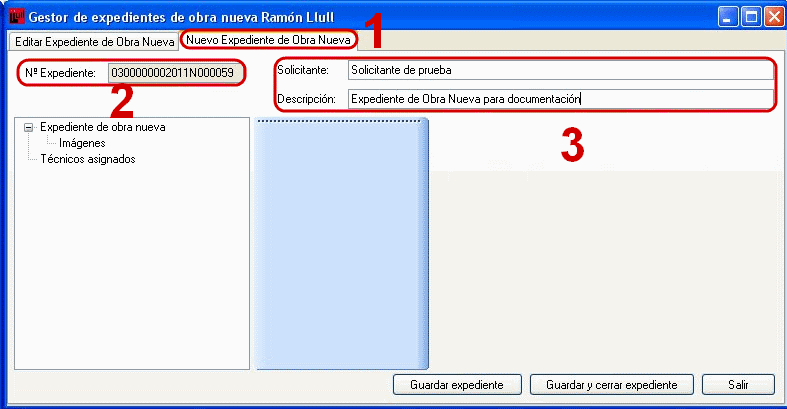 Llull Gestor de expedientes de obra nueva Ramón Llull
Editar Expediente de Obra Nueva Nuevo Expediente de Obra Nueva 1
Nº Expediente: 0300000002011N000059 Solicitante: Solicitante de prueba
2 Descripción: Expediente de Obra Nueva para documentación
3
Expediente de obra nueva
Imágenes
Técnicos asignados
Guardar expediente Guardar y cerrar expediente Salir